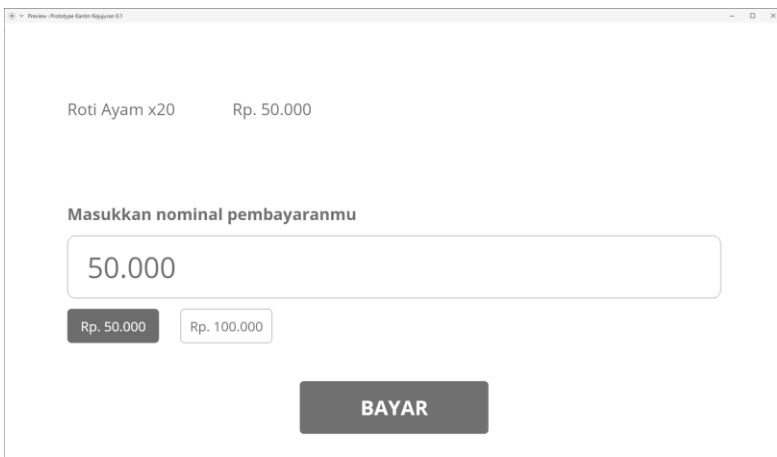 Preview : Prototype Kantin Kejujuran 0.1
Roti Ayam x20 Rp. 50.000
Masukkan nominal pembayaranmu
50.000
Rp. 50.000 Rp. 100.000
BAYAR